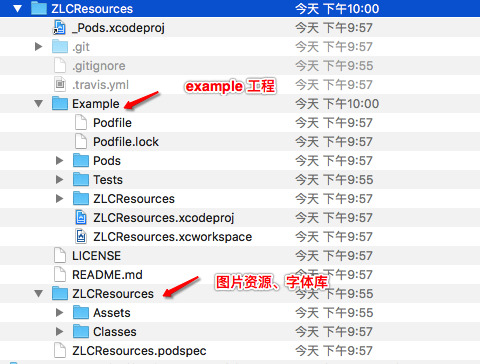 ZLCResources 今天 下午10:00
_Pods.xcodeproj 今天 下午9:57
.git 今天 下午9:57
.gitignore 今天 下午9:55
.travis.yml 今天 下午9:57
example 工程
Example 今天 下午10:00
Podfile 今天 下午9:57
Podfile.lock 今天 下午9:57
Pods 今天 下午9:57
Tests 今天 下午9:55
ZLCResources 今天 下午9:57
ZLCResources.xcodeproj 今天 下午9:57
ZLCResources.xcworkspace 今天 下午9:57
LICENSE 今天 下午9:57
README.md 今天 下午9:57
图片资源、字体库
ZLCResources 今天 下午9:55
Assets 今天 下午9:55
Classes 今天 下午9:57
ZLCResources.podspec 今天 下午9:57